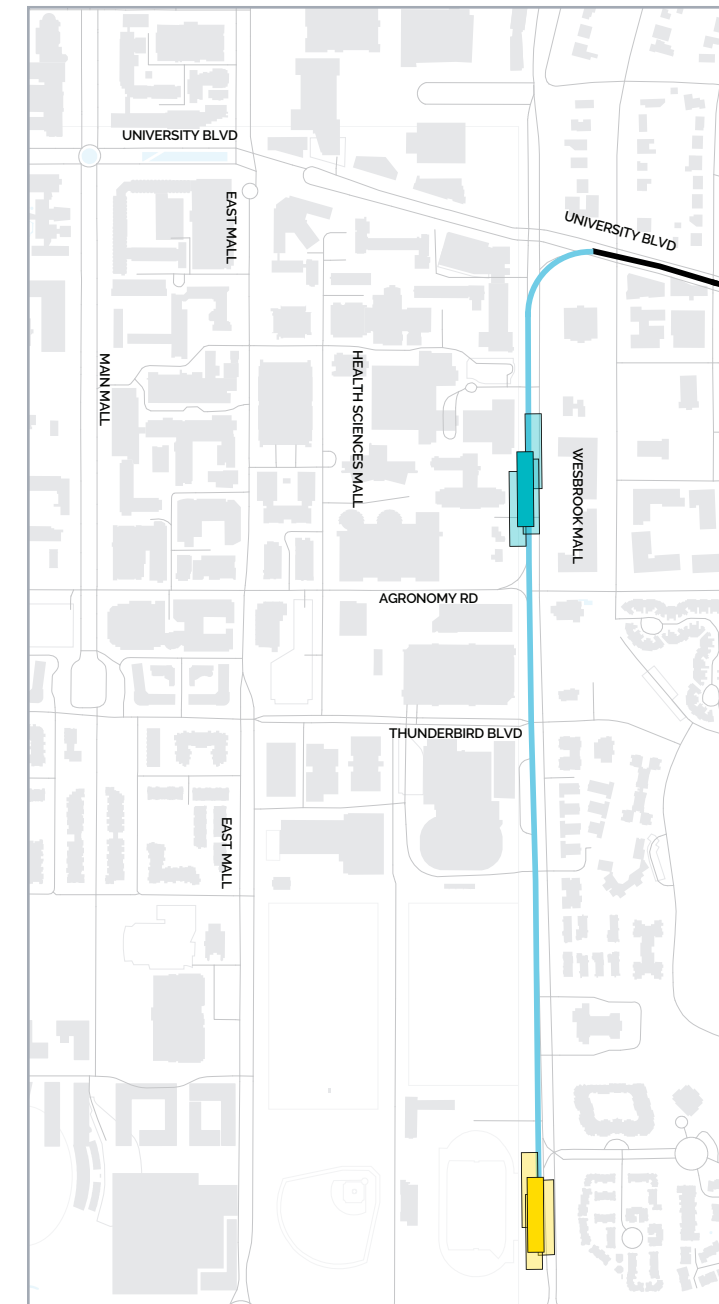 UNIVERSITY BLVD
EAST MALL
UNIVERSITY BLVD
MAIN MALL
HEALTH SCIENCES MALL
WESBROOK MALL
AGRONOMY RD
THUNDERBIRD BLVD
EAST MALL